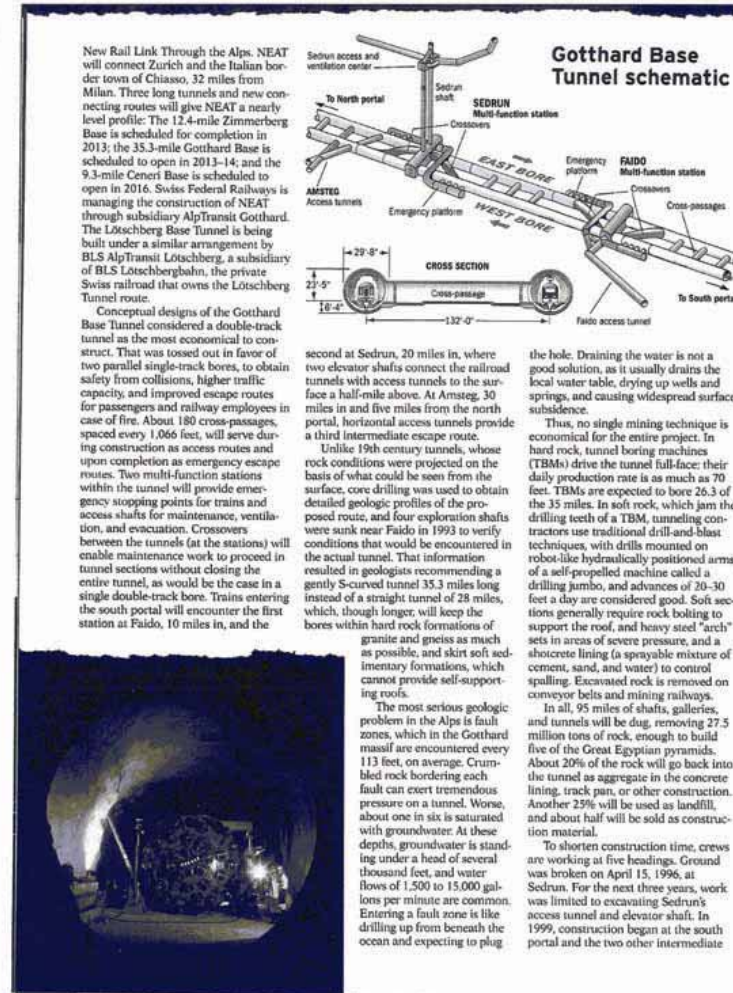 New Rail Link Through the Alps. NEAT
will connect Zurich and the Italian bor-
der town of Chiasso, 32 miles from
Milan. Three long tunnels and new con-
necting routes will give NEAT a nearly
level profile: The 12.4-mile Zimmerberg
Base is scheduled for completion in
2013; the 35.3-mile Gotthard Base is
scheduled to open in 2013–14; and the
9.3-mile Ceneri Base is scheduled to
open in 2016. Swiss Federal Railways is
managing the construction of NEAT
through subsidiary AlpTransit Gotthard.
The Lötschberg Base Tunnel is being
built under a similar arrangement by
BLS AlpTransit Lötschberg, a subsidiary
of BLS Lötschbergbahn, the private
Swiss railroad that owns the Lötschberg
Tunnel route.
Conceptual designs of the Gotthard
Base Tunnel considered a double-track
tunnel as the most economical to con-
struct. That was tossed out in favor of
two parallel single-track bores, to obtain
safety from collisions, higher traffic
capacity, and improved escape routes
for passengers and railway employees in
case of fire. About 180 cross-passages,
spaced every 1,066 feet, will serve dur-
ing construction as access routes and
upon completion as emergency escape
routes. Two multi-function stations
within the tunnel will provide emer-
gency stopping points for trains and
access shafts for maintenance, ventila-
tion, and evacuation. Crossovers
between the tunnels (at the stations) will
enable maintenance work to proceed in
tunnel sections without closing the
entire tunnel, as would be the case in a
single double-track bore. Trains entering
the south portal will encounter the first
station at Faido, 10 miles in, and the
Gotthard Base
Tunnel schematic
Sedrun access and
ventilation center
Sedrun
shaft
To North portal
SEDRUN
Multi-function station
Crossovers
EAST BORE
WEST BORE
Emergency
platform
FAIDO
Multi-function station
Crossovers
Cross-passages
AMSTEG
Access tunnels
Emergency platform
To South portal
Faido access tunnel
29'-8"
CROSS SECTION
23'-5"
Cross-passage
6'-4"
132'-0"
second at Sedrun, 20 miles in, where
two elevator shafts connect the railroad
tunnels with access tunnels to the sur-
face a half-mile above. At Amsteg, 30
miles in and five miles from the north
portal, horizontal access tunnels provide
a third intermediate escape route.
Unlike 19th century tunnels, whose
rock conditions were projected on the
basis of what could be seen from the
surface, core drilling was used to obtain
detailed geologic profiles of the pro-
posed route, and four exploration shafts
were sunk near Faido in 1993 to verify
conditions that would be encountered in
the actual tunnel. That information
resulted in geologists recommending a
gently S-curved tunnel 35.3 miles long
instead of a straight tunnel of 28 miles,
which, though longer, will keep the
bores within hard rock formations of
granite and gneiss as much
as possible, and skirt soft sed-
imentary formations, which
cannot provide self-support-
ing roofs.
The most serious geologic
problem in the Alps is fault
zones, which in the Gotthard
massif are encountered every
113 feet, on average. Crum-
bled rock bordering each
fault can exert tremendous
pressure on a tunnel. Worse,
about one in six is saturated
with groundwater. At these
depths, groundwater is stand-
ing under a head of several
thousand feet, and water
flows of 1,500 to 15,000 gal-
lons per minute are common.
Entering a fault zone is like
drilling up from beneath the
ocean and expecting to plug
the hole. Draining the water is not a
good solution, as it usually drains the
local water table, drying up wells and
springs, and causing widespread surface
subsidence.
Thus, no single mining technique is
economical for the entire project. In
hard rock, tunnel boring machines
(TBMs) drive the tunnel full-face: their
daily production rate is as much as 70
feet. TBMs are expected to bore 26.3 of
the 35 miles. In soft rock, which jam the
drilling teeth of a TBM, tunneling con-
tractors use traditional drill-and-blast
techniques, with drills mounted on
robot-like hydraulically positioned arms
of a self-propelled machine called a
drilling jumbo, and advances of 20–30
feet a day are considered good. Soft sec-
tions generally require rock bolting to
support the roof, and heavy steel "arch"
sets in areas of severe pressure, and a
shotcrete lining (a sprayable mixture of
cement, sand, and water) to control
spalling. Excavated rock is removed on
conveyor belts and mining railways.
In all, 95 miles of shafts, galleries,
and tunnels will be dug, removing 27.5
million tons of rock, enough to build
five of the Great Egyptian pyramids.
About 20% of the rock will go back into
the tunnel as aggregate in the concrete
lining, track pan, or other construction.
Another 25% will be used as landfill,
and about half will be sold as construc-
tion material.
To shorten construction time, crews
are working at five headings. Ground
was broken on April 15, 1996, at
Sedrun. For the next three years, work
was limited to excavating Sedrun's
access tunnel and elevator shaft. In
1999, construction began at the south
portal and the two other intermediate